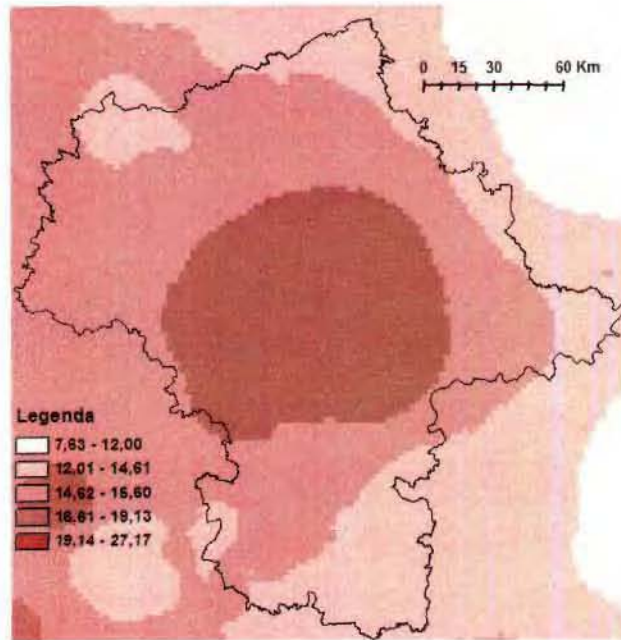 0 15 30 60 Km
Legenda
7,63 - 12,00
12,01 - 14,61
14,62 - 16,60
16,61 - 19,13
19,14 - 27,17